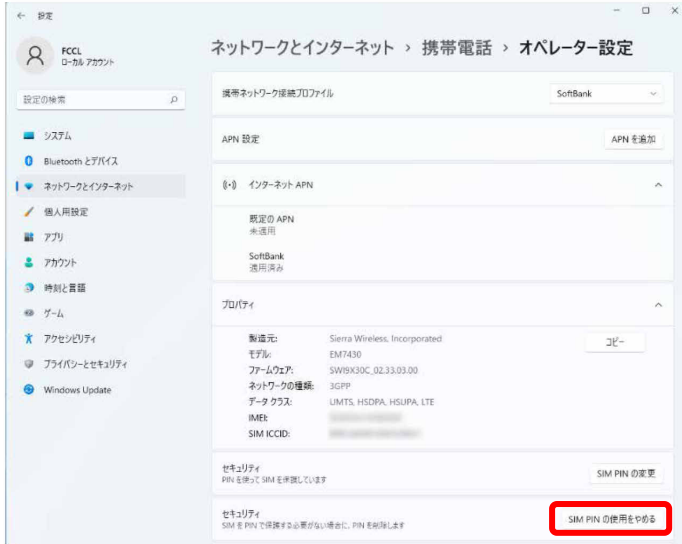 設定
FCCL
ローカル アカウント
設定の検索
システム
Bluetooth とデバイス
ネットワークとインターネット
個人用設定
アプリ
アカウント
時刻と言語
ゲーム
アクセシビリティ
プライバシーとセキュリティ
Windows Update
ネットワークとインターネット › 携帯電話 › オペレーター設定
携帯ネットワーク接続プロファイル
SoftBank
APN 設定
APN を追加
インターネット APN
既定の APN
未適用
SoftBank
適用済み
プロパティ
製造元: Sierra Wireless, Incorporated
コピー
モデル: EM7430
ファームウェア: SWI9X30C_02.33.03.00
ネットワークの種類: 3GPP
データ クラス: UMTS, HSDPA, HSUPA, LTE
IMEI:
SIM ICCID:
セキュリティ
PIN を使って SIM を保護しています
SIM PIN の変更
セキュリティ
SIM を PIN で保護する必要がない場合に、PIN を削除します
SIM PIN の使用をやめる